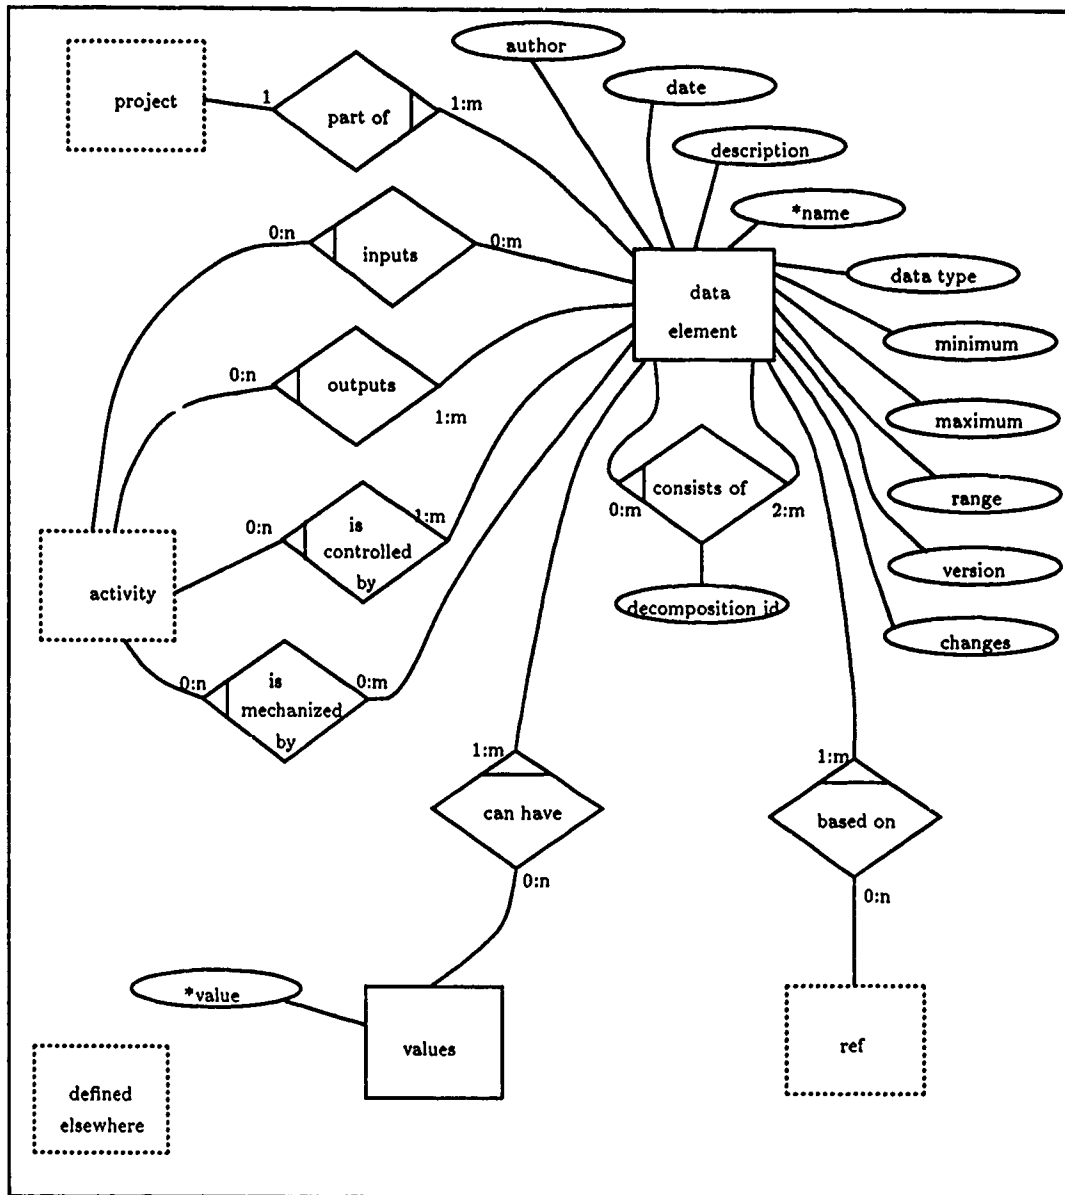 author
project
1
part of
1:m
date
description
*name
0:n
inputs
0:m
data
element
data type
minimum
0:n
outputs
1:m
maximum
consists of
0:m
2:m
range
0:n
is
controlled
by
1:m
version
activity
decomposition id
changes
0:n
is
mechanized
by
0:m
1:m
can have
0:n
1:m
based on
0:n
*value
values
ref
defined
elsewhere